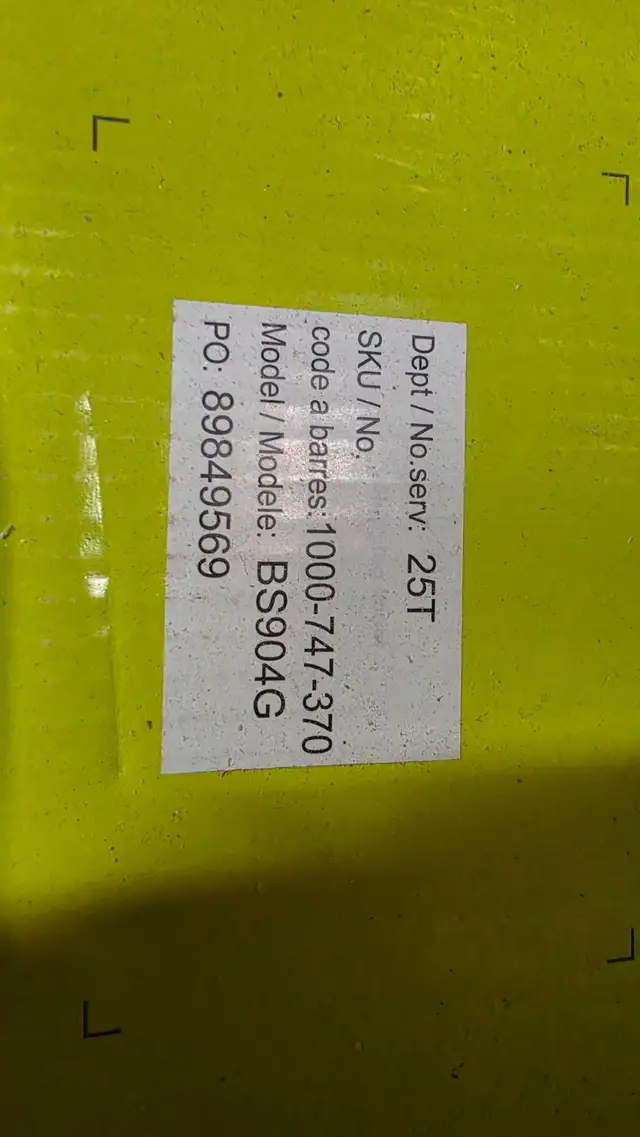 Dept / No.serv: 25T
SKU / No.
code a barres: 1000-747-370
Model / Modele: BS904G
PO: 89849569